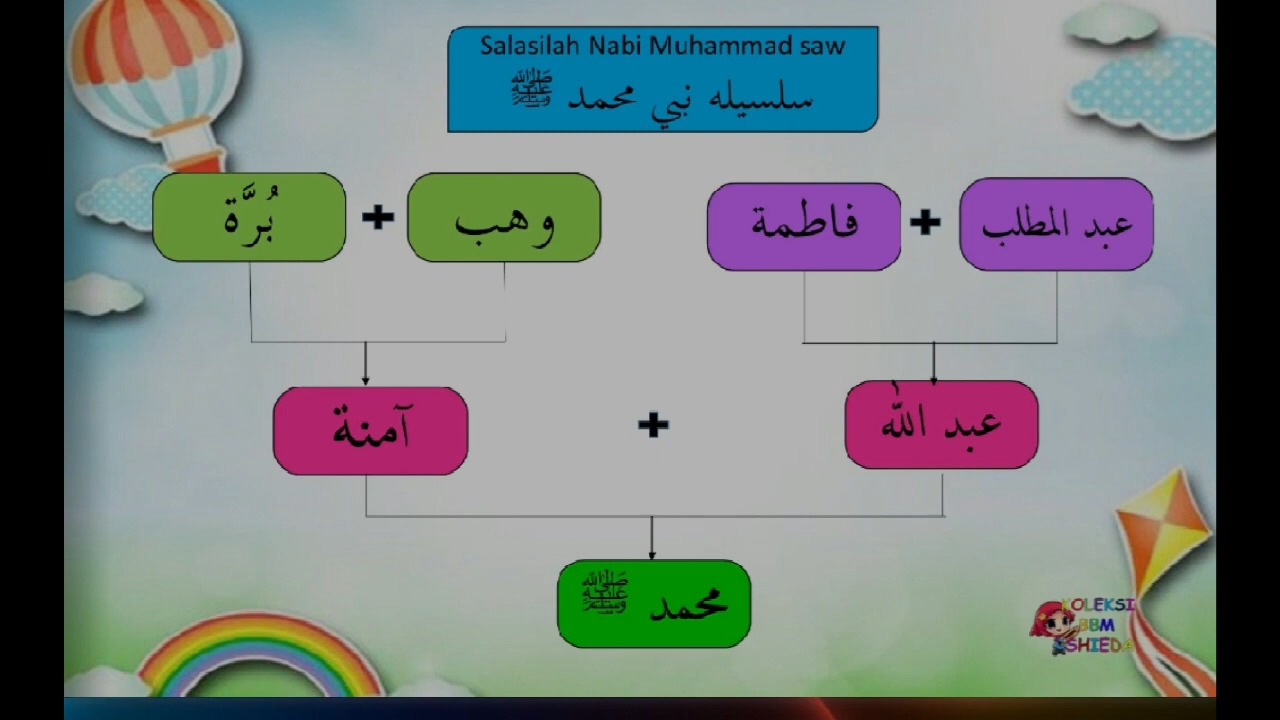 Salasilah Nabi Muhammad saw
سلسيله نبي محمد ﷺ
عبد المطلب + فاطمة
وهب + بُرَّة
عبد الله + آمنة
محمد ﷺ
KOLEKSI
BBM
SHIEDA